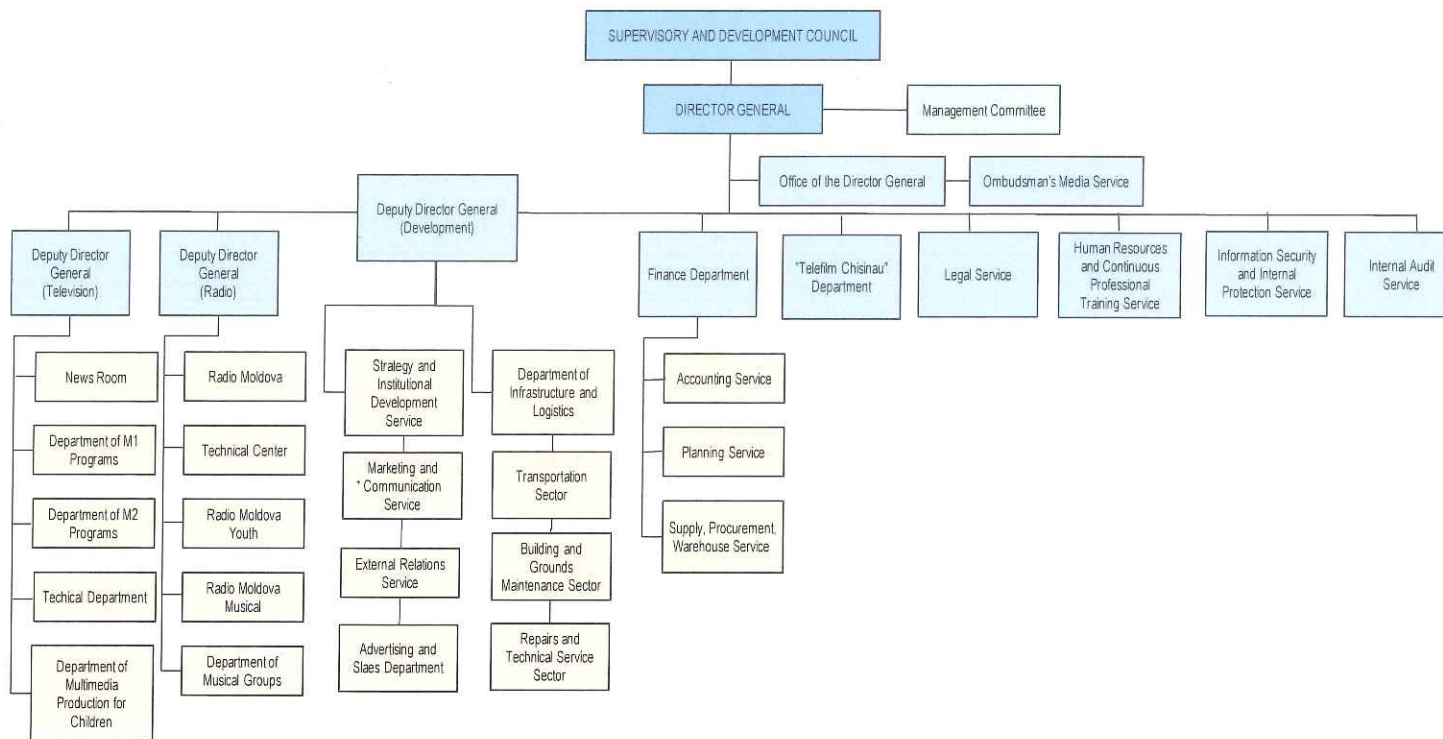 SUPERVISORY AND DEVELOPMENT COUNCIL
DIRECTOR GENERAL
Management Committee
Office of the Director General
Ombudsman's Media Service
Deputy Director General
(Development)
Deputy Director
General
(Television)
Deputy Director
General
(Radio)
Finance Department
"Telefilm Chisinau"
Department
Legal Service
Human Resources
and Continuous
Professional
Training Service
Information Security
and Internal
Protection Service
Internal Audit
Service
News Room
Department of M1
Programs
Department of M2
Programs
Techical Department
Department of
Multimedia
Production for
Children
Radio Moldova
Technical Center
Radio Moldova
Youth
Radio Moldova
Musical
Department of
Musical Groups
Strategy and
Institutional
Development
Service
Marketing and
* Communication
Service
External Relations
Service
Advertising and
Slaes Department
Department of
Infrastructure and
Logistics
Transportation
Sector
Building and
Grounds
Maintenance Sector
Repairs and
Technical Service
Sector
Accounting Service
Planning Service
Supply, Procurement,
Warehouse Service